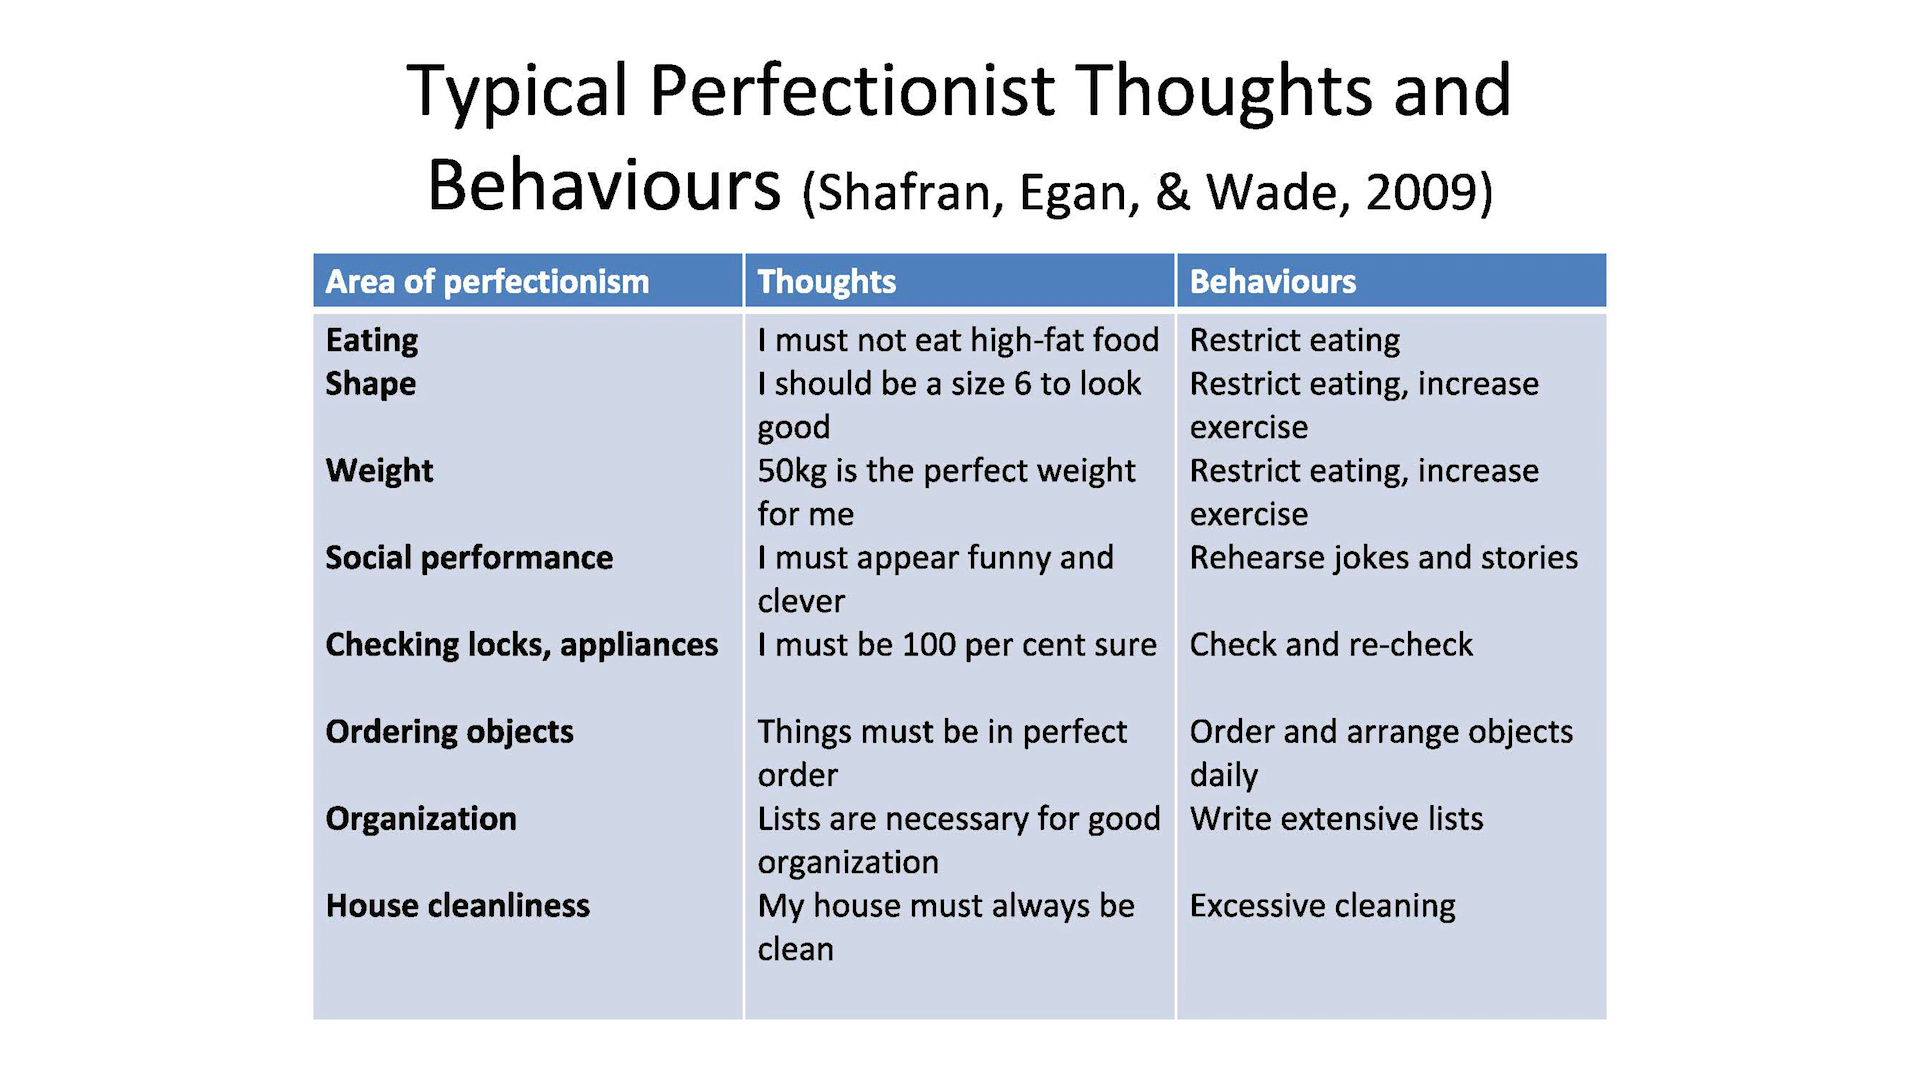 Typical Perfectionist Thoughts and
Behaviours (Shafran, Egan, & Wade, 2009)
Area of perfectionism Thoughts Behaviours
Eating I must not eat high-fat food Restrict eating
Shape I should be a size 6 to look Restrict eating, increase
good exercise
Weight 50kg is the perfect weight Restrict eating, increase
for me exercise
Social performance I must appear funny and Rehearse jokes and stories
clever
Checking locks, appliances I must be 100 per cent sure Check and re-check
Ordering objects Things must be in perfect Order and arrange objects
order daily
Organization Lists are necessary for good Write extensive lists
organization
House cleanliness My house must always be Excessive cleaning
clean